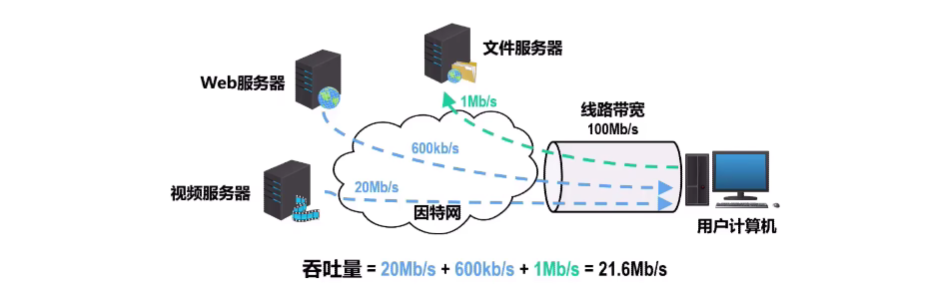 文件服务器
Web服务器
1Mb/s
线路带宽
100Mb/s
600kb/s
视频服务器
20Mb/s
因特网
用户计算机
吞吐量 = 20Mb/s + 600kb/s + 1Mb/s = 21.6Mb/s